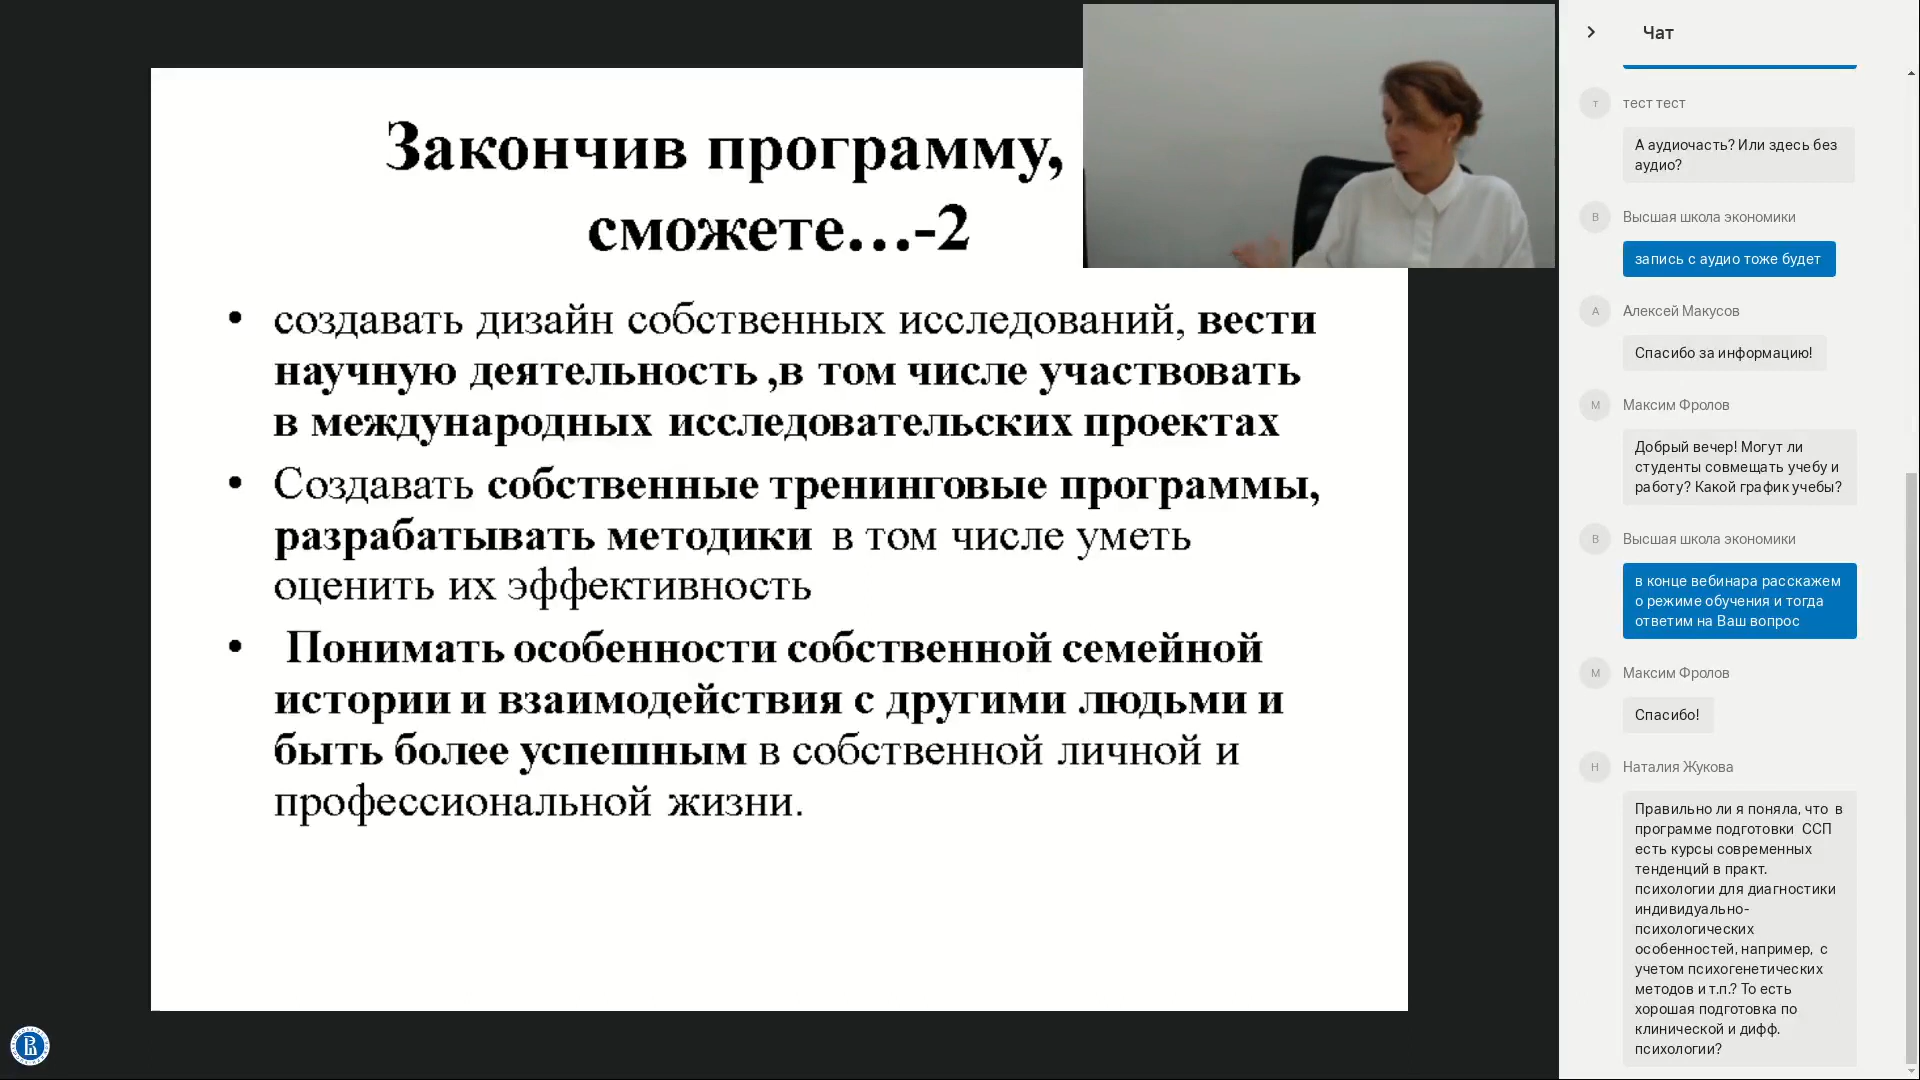 Закончив программу,
сможете…-2
• создавать дизайн собственных исследований, вести
научную деятельность ,в том числе участвовать
в международных исследовательских проектах
• Создавать собственные тренинговые программы,
разрабатывать методики в том числе уметь
оценить их эффективность
• Понимать особенности собственной семейной
истории и взаимодействия с другими людьми и
быть более успешным в собственной личной и
профессиональной жизни.
Чат
т
тест тест
А аудиочасть? Или здесь без
аудио?
В
Высшая школа экономики
запись с аудио тоже будет
А
Алексей Макусов
Спасибо за информацию!
М
Максим Фролов
Добрый вечер! Могут ли
студенты совмещать учебу и
работу? Какой график учебы?
В
Высшая школа экономики
в конце вебинара расскажем
о режиме обучения и тогда
ответим на Ваш вопрос
М
Максим Фролов
Спасибо!
Н
Наталия Жукова
Правильно ли я поняла, что в
программе подготовки ССП
есть курсы современных
тенденций в практ.
психологии для диагностики
индивидуально-
психологических
особенностей, например, с
учетом психогенетических
методов и т.п.? То есть
хорошая подготовка по
клинической и дифф.
психологии?